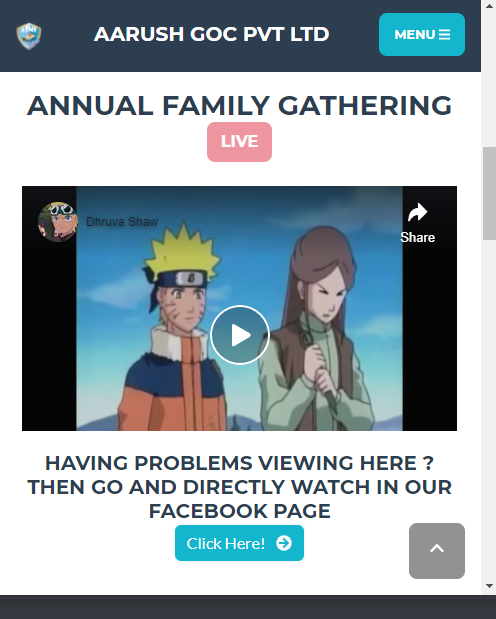 AARUSH GOC PVT LTD
MENU
ANNUAL FAMILY GATHERING
LIVE
Dhruva Shaw
Share
HAVING PROBLEMS VIEWING HERE ?
THEN GO AND DIRECTLY WATCH IN OUR
FACEBOOK PAGE
Click Here!